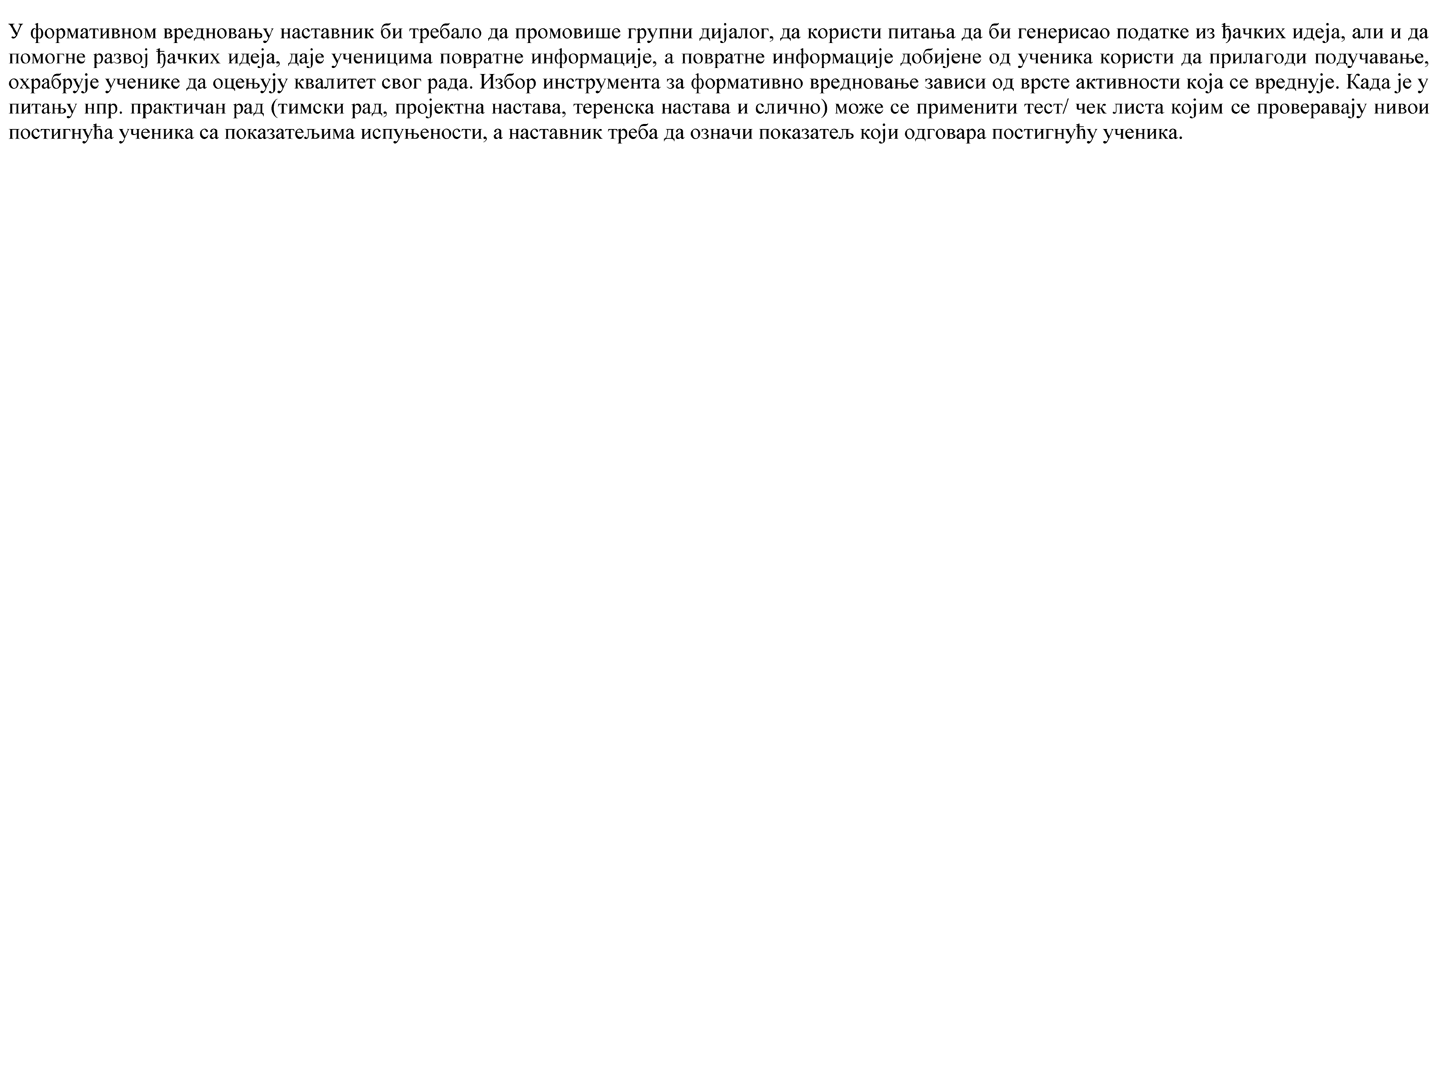 У формативном вредновању наставник би требало да промовише групни дијалог, да користи питања да би генерисао податке из ђачких идеја, али и да
помогне развој ђачких идеја, даје ученицима повратне информације, а повратне информације добијене од ученика користи да прилагоди подучавање,
охрабрује ученике да оцењују квалитет свог рада. Избор инструмента за формативно вредновање зависи од врсте активности која се вреднује. Када је у
питању нпр. практичан рад (тимски рад, пројектна настава, теренска настава и слично) може се применити тест/ чек листа којим се проверавају нивои
постигнућа ученика са показатељима испуњености, а наставник треба да означи показатељ који одговара постигнућу ученика.